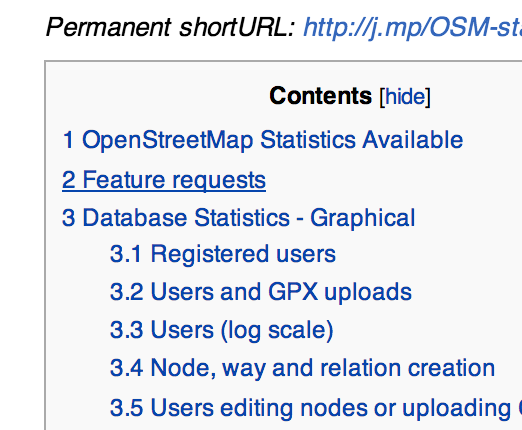 Permanent shortURL: http://j.mp/OSM-st
Contents [hide]
1 OpenStreetMap Statistics Available
2 Feature requests
3 Database Statistics - Graphical
3.1 Registered users
3.2 Users and GPX uploads
3.3 Users (log scale)
3.4 Node, way and relation creation
3.5 Users editing nodes or uploading